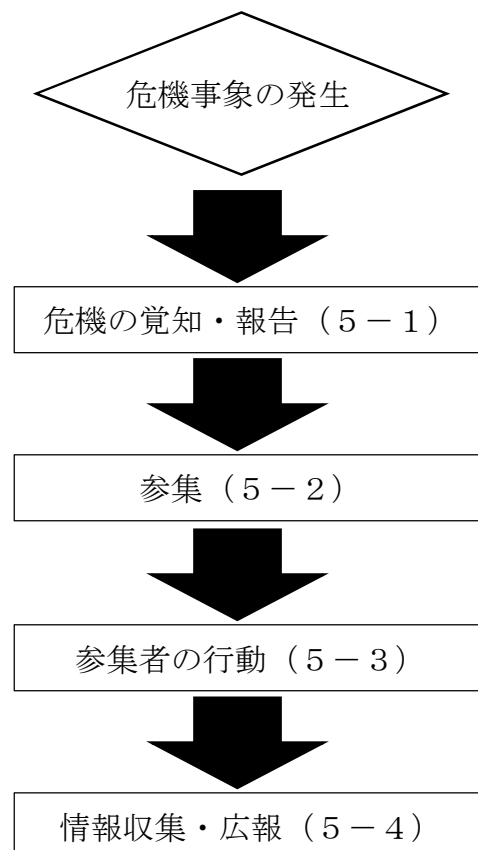 危機事象の発生
危機の覚知・報告（５－１）
参集（５－２）
参集者の行動（５－３）
情報収集・広報（５－４）